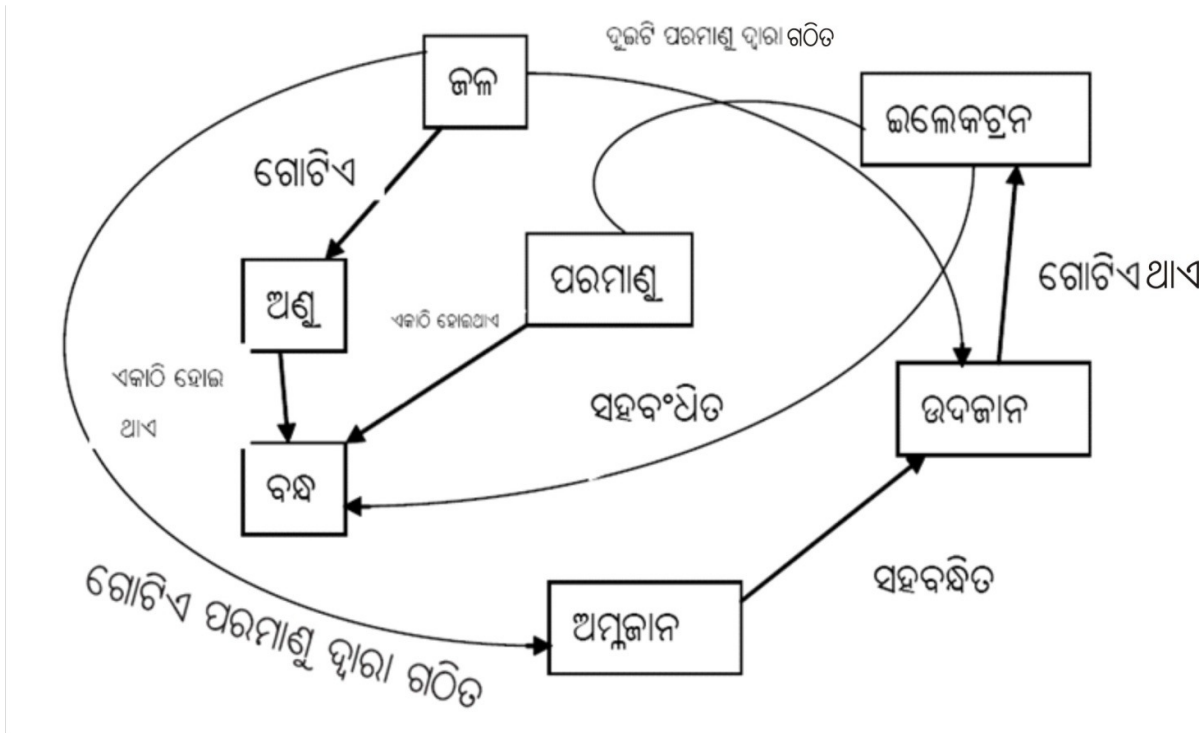 ଦୁଇଟି ପରମାଣୁ ଦ୍ୱାରା ଗଠିତ
ଜଳ
ଇଲେକଟ୍ରନ
ଗୋଟିଏ
ପରମାଣୁ
ଗୋଟିଏ ଥାଏ
ଅଣୁ
ଏକାଠି ହୋଇଥାଏ
ଏକାଠି ହୋଇ
ଥାଏ
ସହବଂଧିତ
ଉଦଜାନ
ବନ୍ଧ
ସହବନ୍ଧିତ
ଗୋଟିଏ ପରମାଣୁ ଦ୍ୱାରା ଗଠିତ
ଅମ୍ଳଜାନ